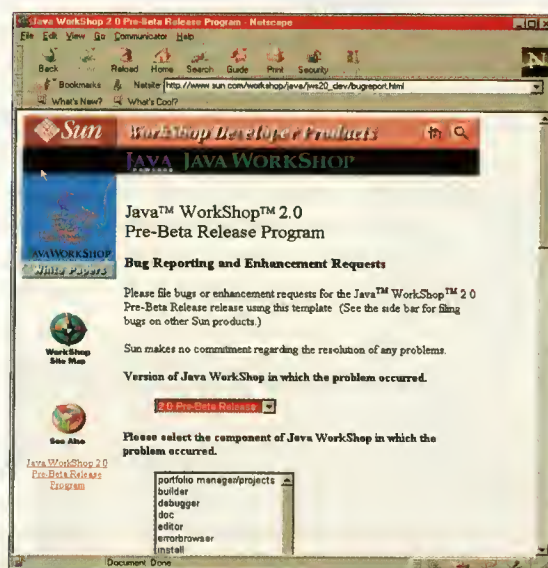 Java WorkShop 2.0 Pre-Beta Release Program - Netscape
File Edit View Go Communicator Help
Back Reload Home Search Guide Print Security
N
Bookmarks Netsite: http://www.sun.com/workshop/java/jws20_dev/bugreport.html
What's New? What's Cool?
Sun WorkShop Developer Products
JAVA JAVA WORKSHOP
JAVAWORKSHOP
White Papers
WorkShop
Site Map
See Also
Java WorkShop 2.0
Pre-Beta Release
Program
Java™ WorkShop™ 2.0
Pre-Beta Release Program
Bug Reporting and Enhancement Requests
Please file bugs or enhancement requests for the Java™ WorkShop™ 2.0
Pre-Beta Release release using this template (See the side bar for filing
bugs on other Sun products.)
Sun makes no commitment regarding the resolution of any problems.
Version of Java WorkShop in which the problem occurred.
2.0 Pre-Beta Release
Please select the component of Java WorkShop in which the
problem occurred.
portfolio manager/projects
builder
debugger
doc
editor
errorbrowser
install
Document Done